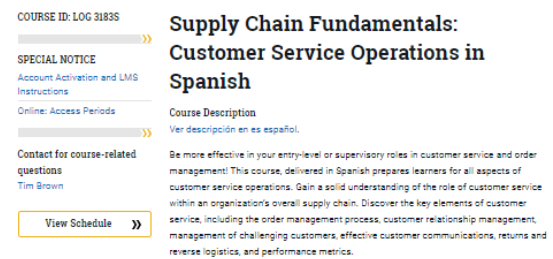 COURSE ID: LOG 3183S
SPECIAL NOTICE
Account Activation and LMS
Instructions
Online: Access Periods
Contact for course-related
questions
Tim Brown
View Schedule
Supply Chain Fundamentals:
Customer Service Operations in
Spanish
Course Description
Ver descripción en es español.
Be more effective in your entry-level or supervisory roles in customer service and order
management! This course, delivered in Spanish prepares learners for all aspects of
customer service operations. Gain a solid understanding of the role of customer service
within an organization's overall supply chain. Discover the key elements of customer
service, including the order management process, customer relationship management,
management of challenging customers, effective customer communications, returns and
reverse logistics, and performance metrics.